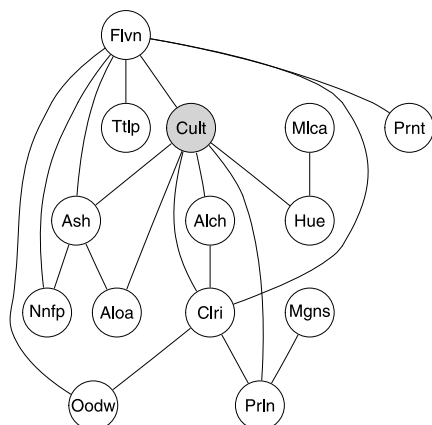 Flvn
Ttlp
Cult
Mlca
Prnt
Ash
Alch
Hue
Nnfp
Aloa
Clri
Mgns
Oodw
Prln